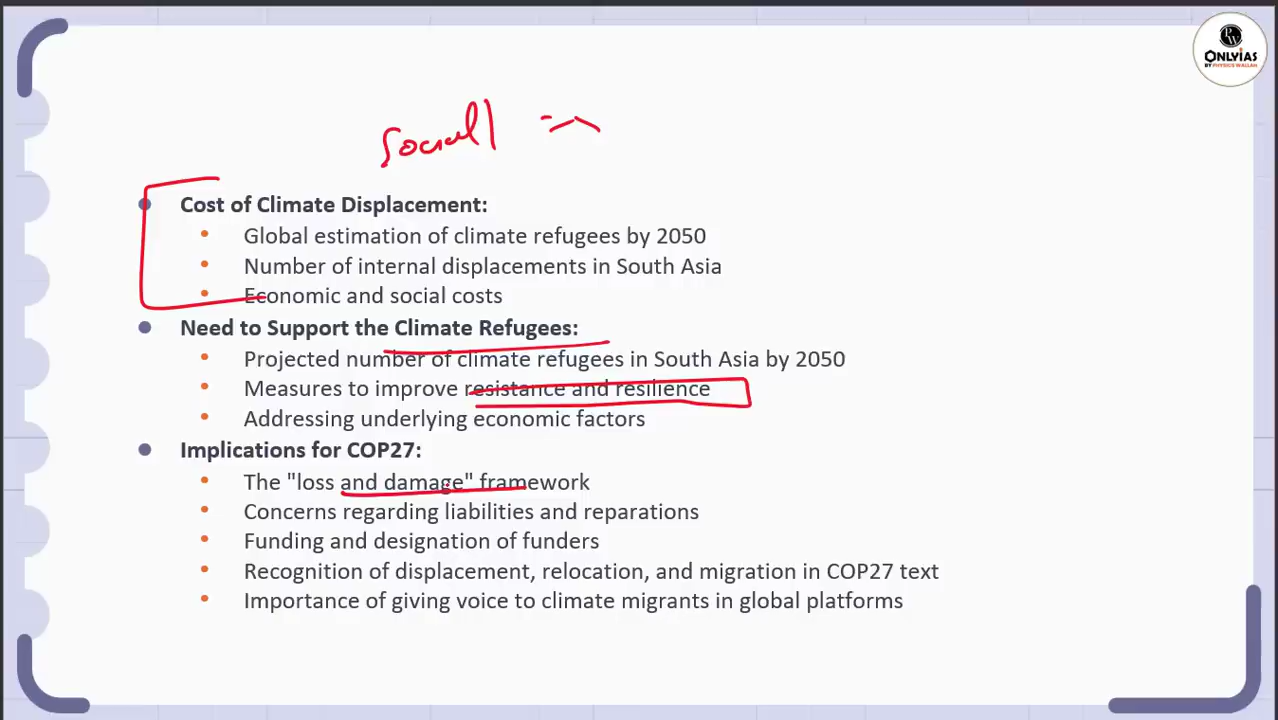 PW
ONLYIAS
BY PHYSICS WALLAH
Social
Cost of Climate Displacement:
Global estimation of climate refugees by 2050
Number of internal displacements in South Asia
Economic and social costs
Need to Support the Climate Refugees:
Projected number of climate refugees in South Asia by 2050
Measures to improve resistance and resilience
Addressing underlying economic factors
Implications for COP27:
The "loss and damage" framework
Concerns regarding liabilities and reparations
Funding and designation of funders
Recognition of displacement, relocation, and migration in COP27 text
Importance of giving voice to climate migrants in global platforms